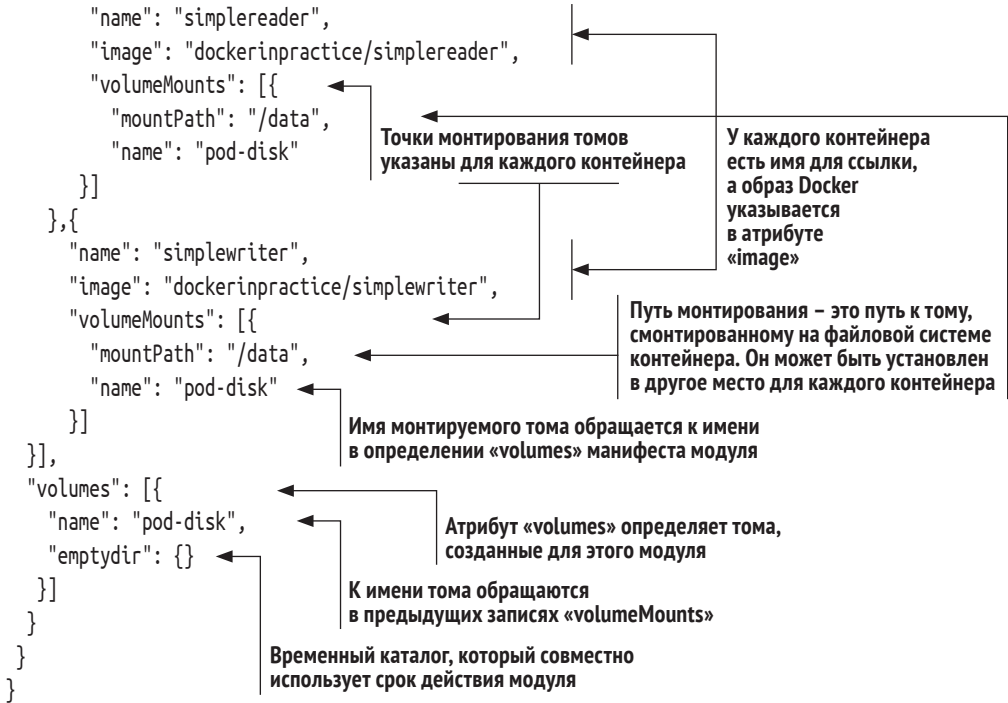 "name": "simplereader",
"image": "dockerinpractice/simplereader",
"volumeMounts": [{
"mountPath": "/data",
"name": "pod-disk"
Точки монтирования томов
указаны для каждого контейнера
У каждого контейнера
есть имя для ссылки,
а образ Docker
указывается
в атрибуте
«image»
}]
},{
"name": "simplewriter",
"image": "dockerinpractice/simplewriter",
"volumeMounts": [{
"mountPath": "/data",
"name": "pod-disk"
Путь монтирования – это путь к тому,
смонтированному на файловой системе
контейнера. Он может быть установлен
в другое место для каждого контейнера
}]
Имя монтируемого тома обращается к имени
в определении «volumes» манифеста модуля
}],
"volumes": [{
"name": "pod-disk",
Атрибут «volumes» определяет тома,
созданные для этого модуля
"emptydir": {}
}]
К имени тома обращаются
в предыдущих записях «volumeMounts»
}
}
Временный каталог, который совместно
использует срок действия модуля
}